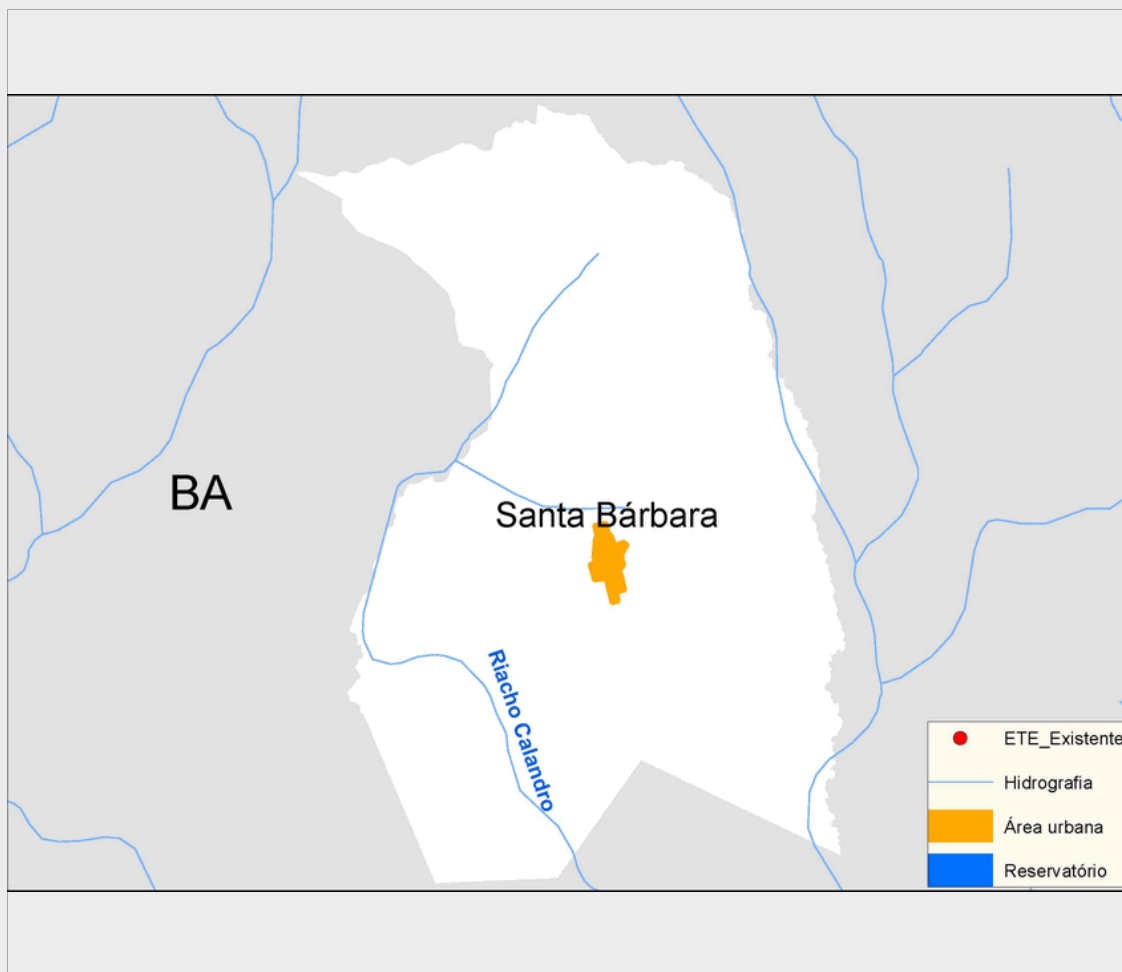 BA
Santa Bárbara
Riacho Calandro
ETE_Existente
Hidrografia
Área urbana
Reservatório